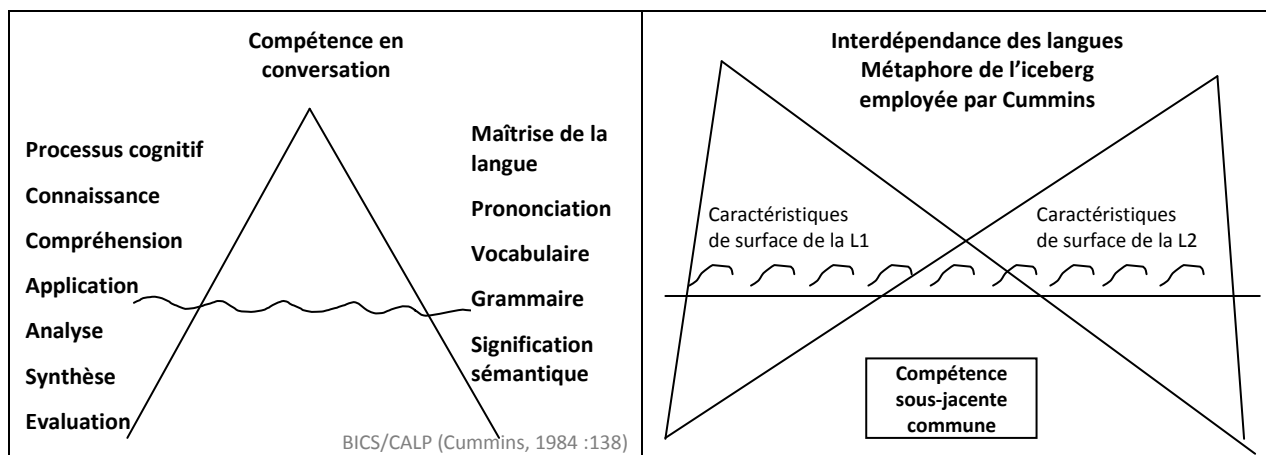 Compétence en
conversation
Processus cognitif
Connaissance
Compréhension
Application
Analyse
Synthèse
Evaluation
Maîtrise de la
langue
Prononciation
Vocabulaire
Grammaire
Signification
sémantique
BICS/CALP (Cummins, 1984 :138)
Interdépendance des langues
Métaphore de l’iceberg
employée par Cummins
Caractéristiques
de surface de la L1
Caractéristiques
de surface de la L2
Compétence
sous-jacente
commune